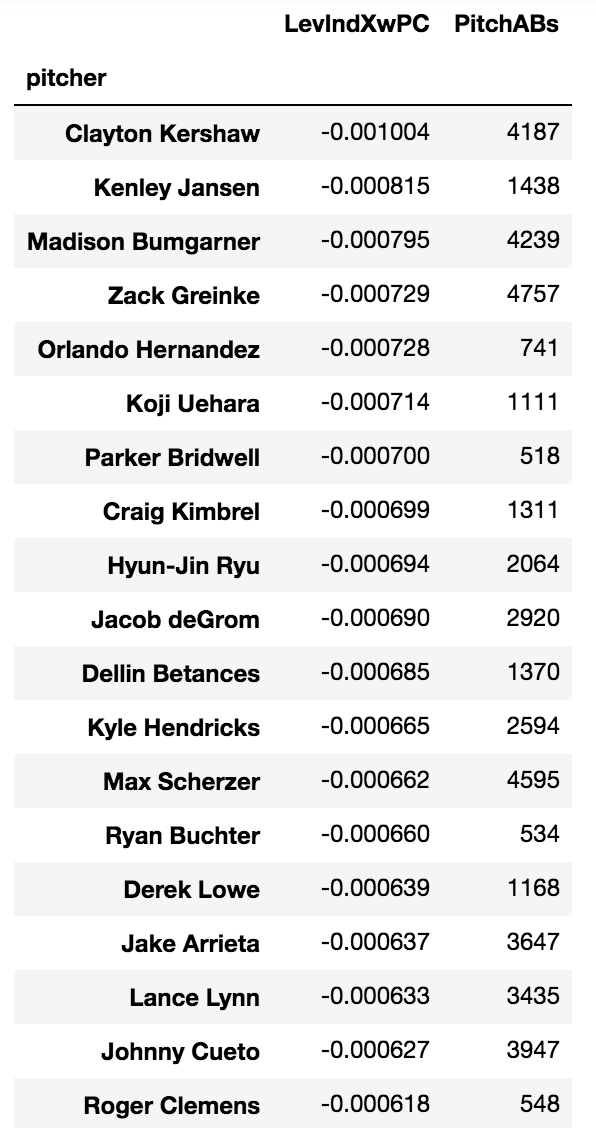 LevIndXwPC PitchABs
pitcher
Clayton Kershaw -0.001004 4187
Kenley Jansen -0.000815 1438
Madison Bumgarner -0.000795 4239
Zack Greinke -0.000729 4757
Orlando Hernandez -0.000728 741
Koji Uehara -0.000714 1111
Parker Bridwell -0.000700 518
Craig Kimbrel -0.000699 1311
Hyun-Jin Ryu -0.000694 2064
Jacob deGrom -0.000690 2920
Dellin Betances -0.000685 1370
Kyle Hendricks -0.000665 2594
Max Scherzer -0.000662 4595
Ryan Buchter -0.000660 534
Derek Lowe -0.000639 1168
Jake Arrieta -0.000637 3647
Lance Lynn -0.000633 3435
Johnny Cueto -0.000627 3947
Roger Clemens -0.000618 548